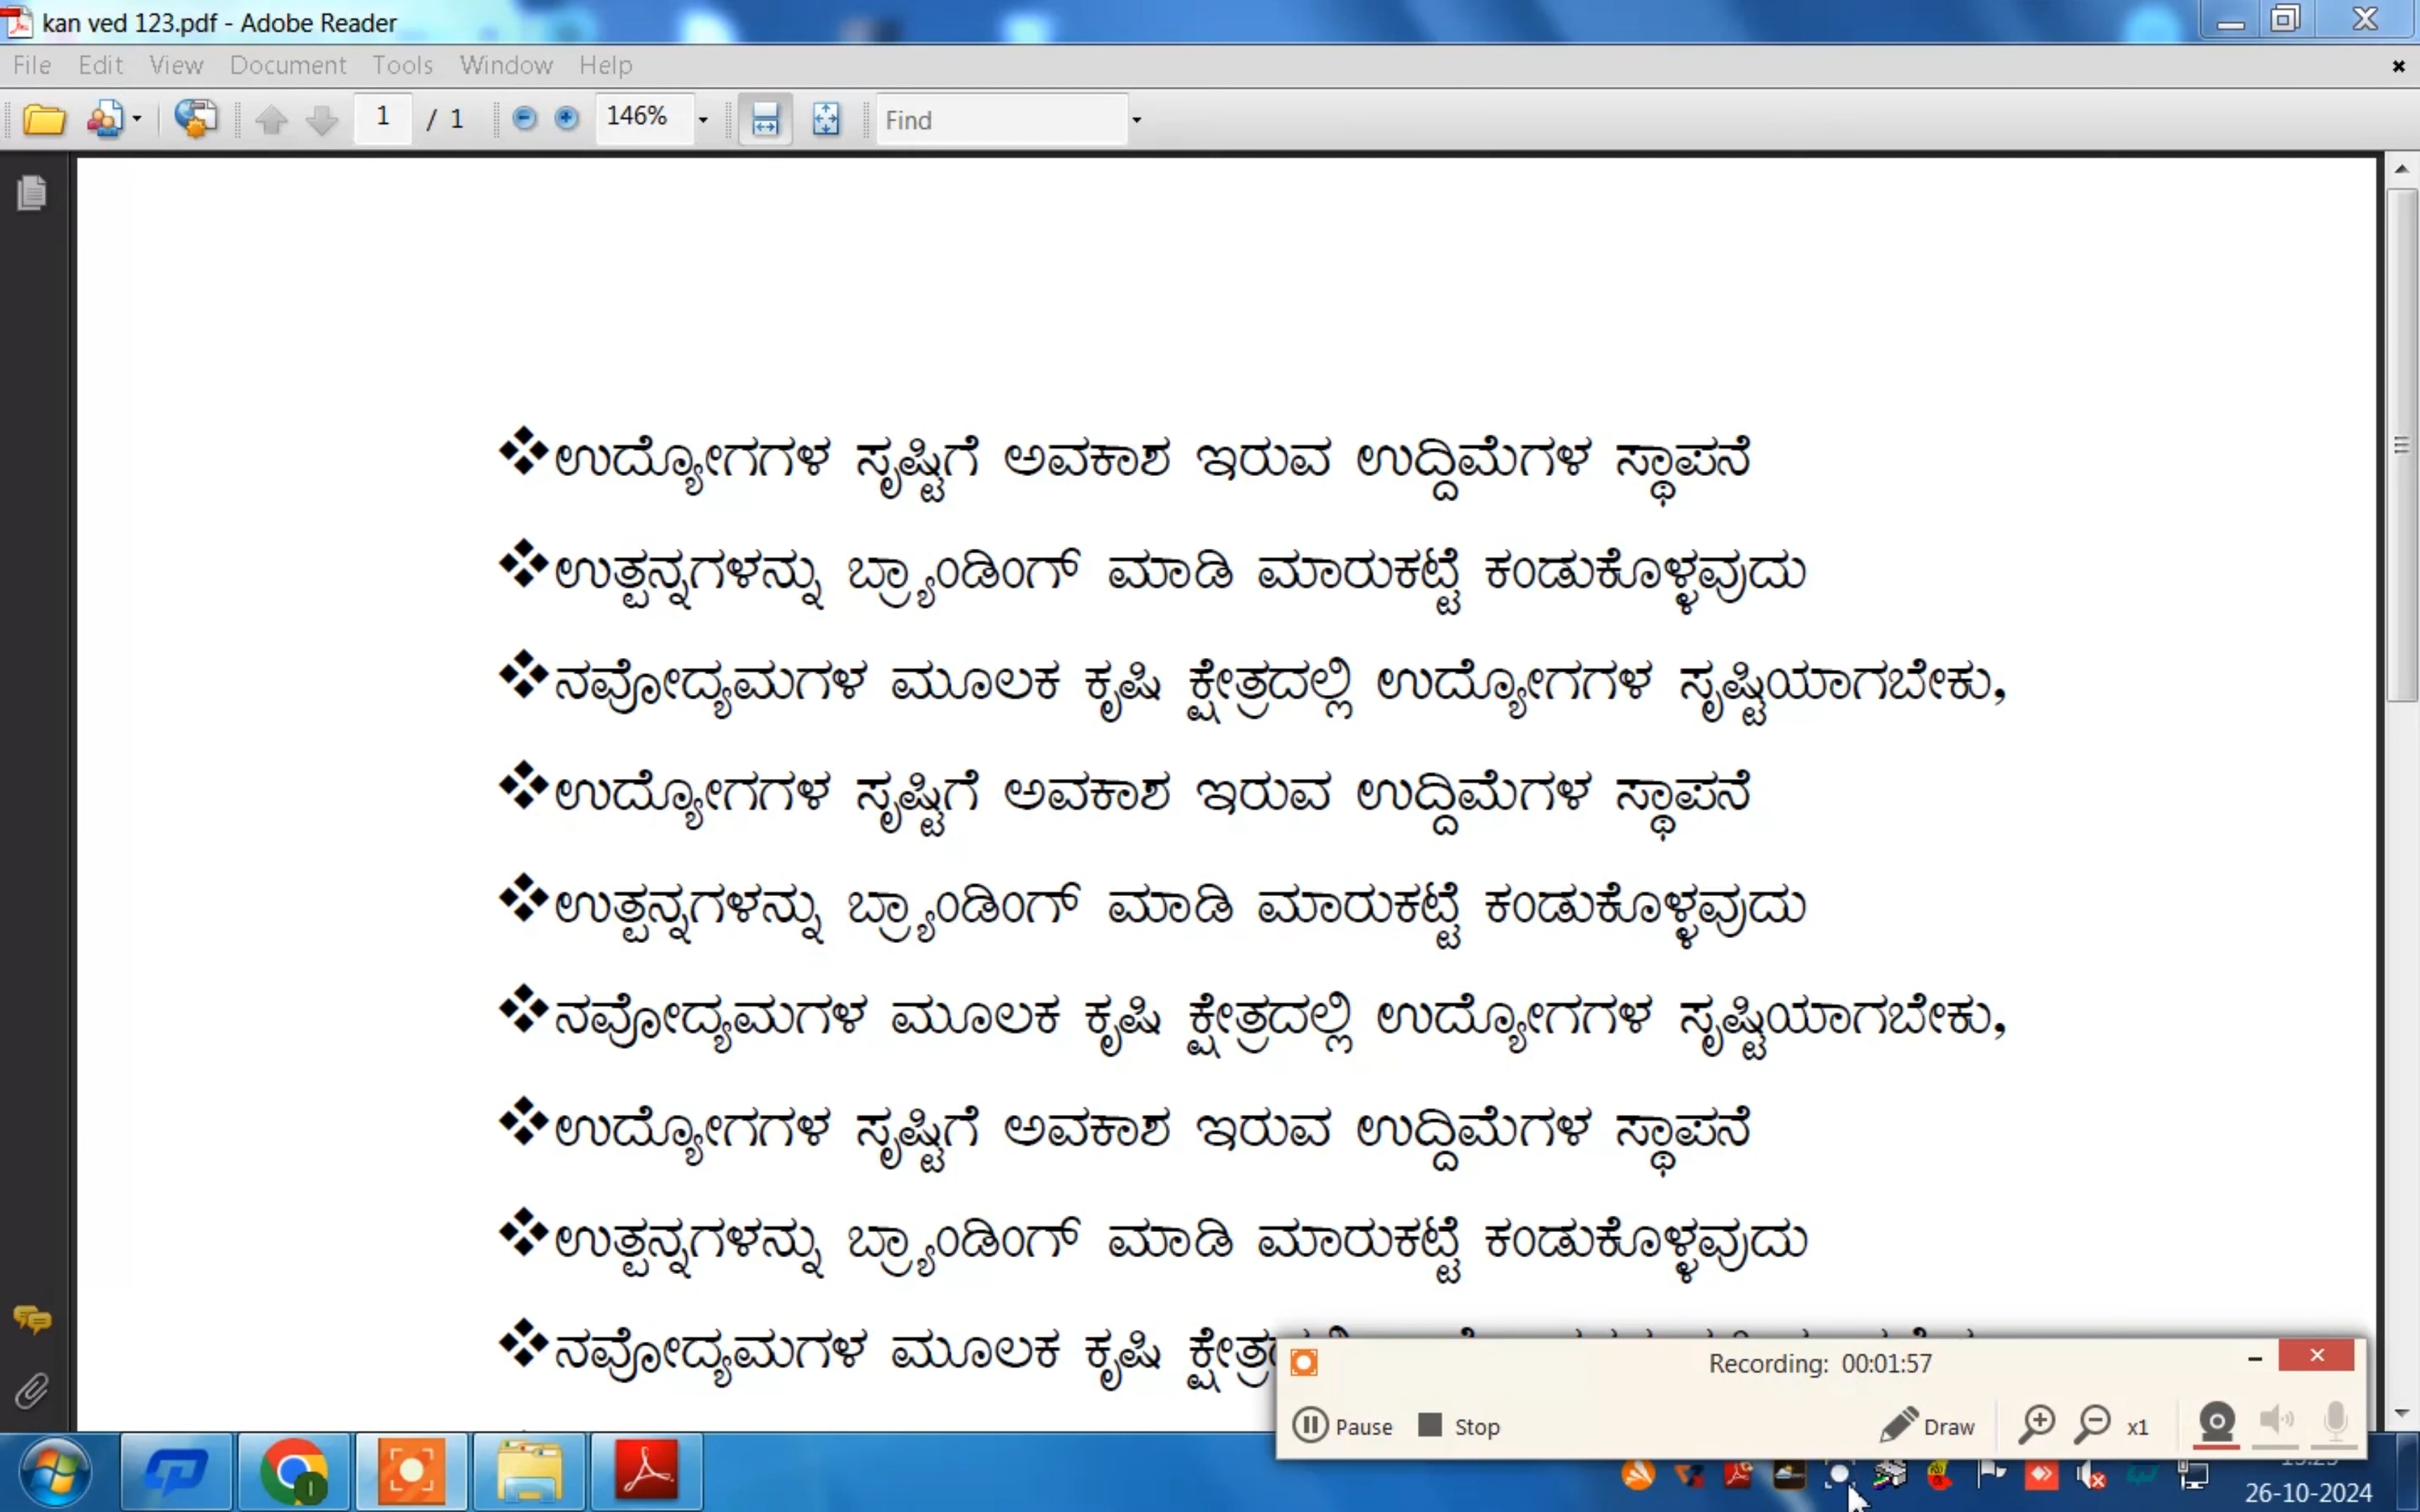 kan ved 123.pdf - Adobe Reader
File Edit View Document Tools Window Help
1 / 1 146% Find
❖ಉದ್ಯೋಗಗಳ ಸೃಷ್ಟಿಗೆ ಅವಕಾಶ ಇರುವ ಉದ್ದಿಮೆಗಳ ಸ್ಥಾಪನೆ
❖ಉತ್ಪನ್ನಗಳನ್ನು ಬ್ರ್ಯಾಂಡಿಂಗ್ ಮಾಡಿ ಮಾರುಕಟ್ಟೆ ಕಂಡುಕೊಳ್ಳವುದು
❖ನವೋದ್ಯಮಗಳ ಮೂಲಕ ಕೃಷಿ ಕ್ಷೇತ್ರದಲ್ಲಿ ಉದ್ಯೋಗಗಳ ಸೃಷ್ಟಿಯಾಗಬೇಕು,
❖ಉದ್ಯೋಗಗಳ ಸೃಷ್ಟಿಗೆ ಅವಕಾಶ ಇರುವ ಉದ್ದಿಮೆಗಳ ಸ್ಥಾಪನೆ
❖ಉತ್ಪನ್ನಗಳನ್ನು ಬ್ರ್ಯಾಂಡಿಂಗ್ ಮಾಡಿ ಮಾರುಕಟ್ಟೆ ಕಂಡುಕೊಳ್ಳವುದು
❖ನವೋದ್ಯಮಗಳ ಮೂಲಕ ಕೃಷಿ ಕ್ಷೇತ್ರದಲ್ಲಿ ಉದ್ಯೋಗಗಳ ಸೃಷ್ಟಿಯಾಗಬೇಕು,
❖ಉದ್ಯೋಗಗಳ ಸೃಷ್ಟಿಗೆ ಅವಕಾಶ ಇರುವ ಉದ್ದಿಮೆಗಳ ಸ್ಥಾಪನೆ
❖ಉತ್ಪನ್ನಗಳನ್ನು ಬ್ರ್ಯಾಂಡಿಂಗ್ ಮಾಡಿ ಮಾರುಕಟ್ಟೆ ಕಂಡುಕೊಳ್ಳವುದು
❖ನವೋದ್ಯಮಗಳ ಮೂಲಕ ಕೃಷಿ
Recording: 00:01:57
Pause Stop Draw x1
26-10-2024